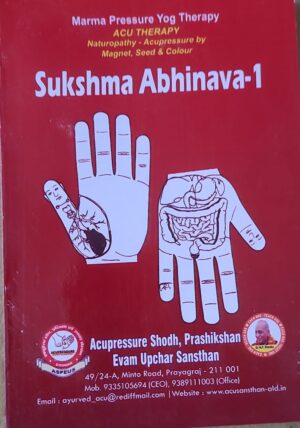 Marma Pressure Yog Therapy
ACU THERAPY
Naturopathy - Acupressure by
Magnet, Seed & Colour
Sukshma Abhinava-1
Acupressure Shodh, Prashikshan
Evam Upchar Sansthan
ASPEUS
49/24-A, Minto Road, Prayagraj - 211 001
Mob. 9335105694 (CEO), 9389111003 (Office)
Email : ayurved_acu@rediffmail.com | Website : www.acusansthan-ald.in